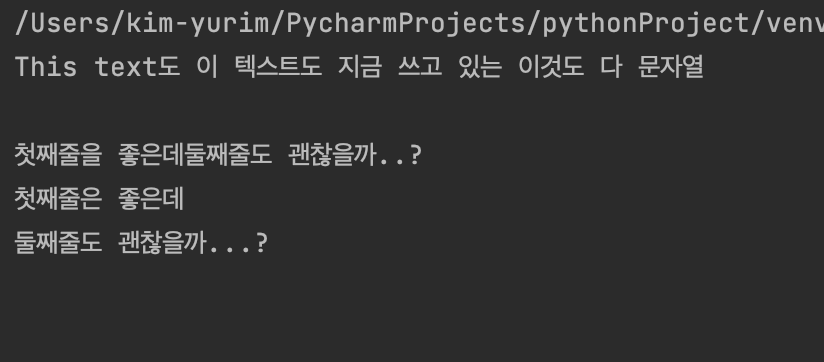 /Users/kim-yurim/PycharmProjects/pythonProject/venv
This text도 이 텍스트도 지금 쓰고 있는 이것도 다 문자열
첫째줄을 좋은데둘째줄도 괜찮을까..?
첫째줄은 좋은데
둘째줄도 괜찮을까...?